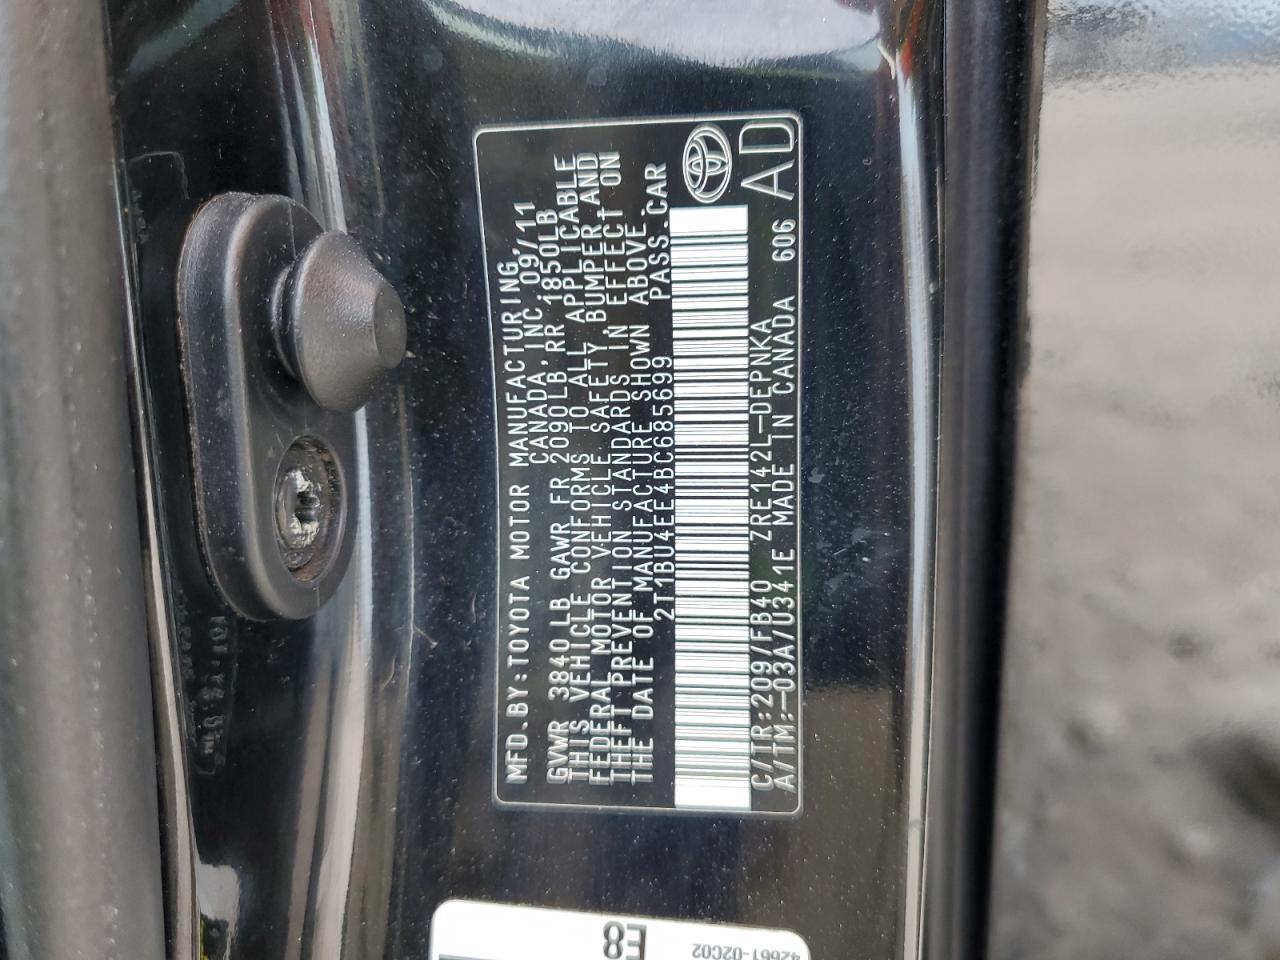 MFD.BY:TOYOTA MOTOR MANUFACTURING,
CANADA,INC. 09/11
GVWR 3840LB GAWR FR 2090LB RR 1850LB
THIS VEHICLE CONFORMS TO ALL APPLICABLE
FEDERAL MOTOR VEHICLE SAFETY, BUMPER AND
THEFT PREVENTION STANDARDS IN EFFECT ON
THE DATE OF MANUFACTURE SHOWN ABOVE.
2T1BU4EE4BC685699 PASS.CAR
C/TR:209/FB40 ZRE142L-DEPNKA
A/TM:-03A/U341E MADE IN CANADA 606
AD
E8
42661-02C02